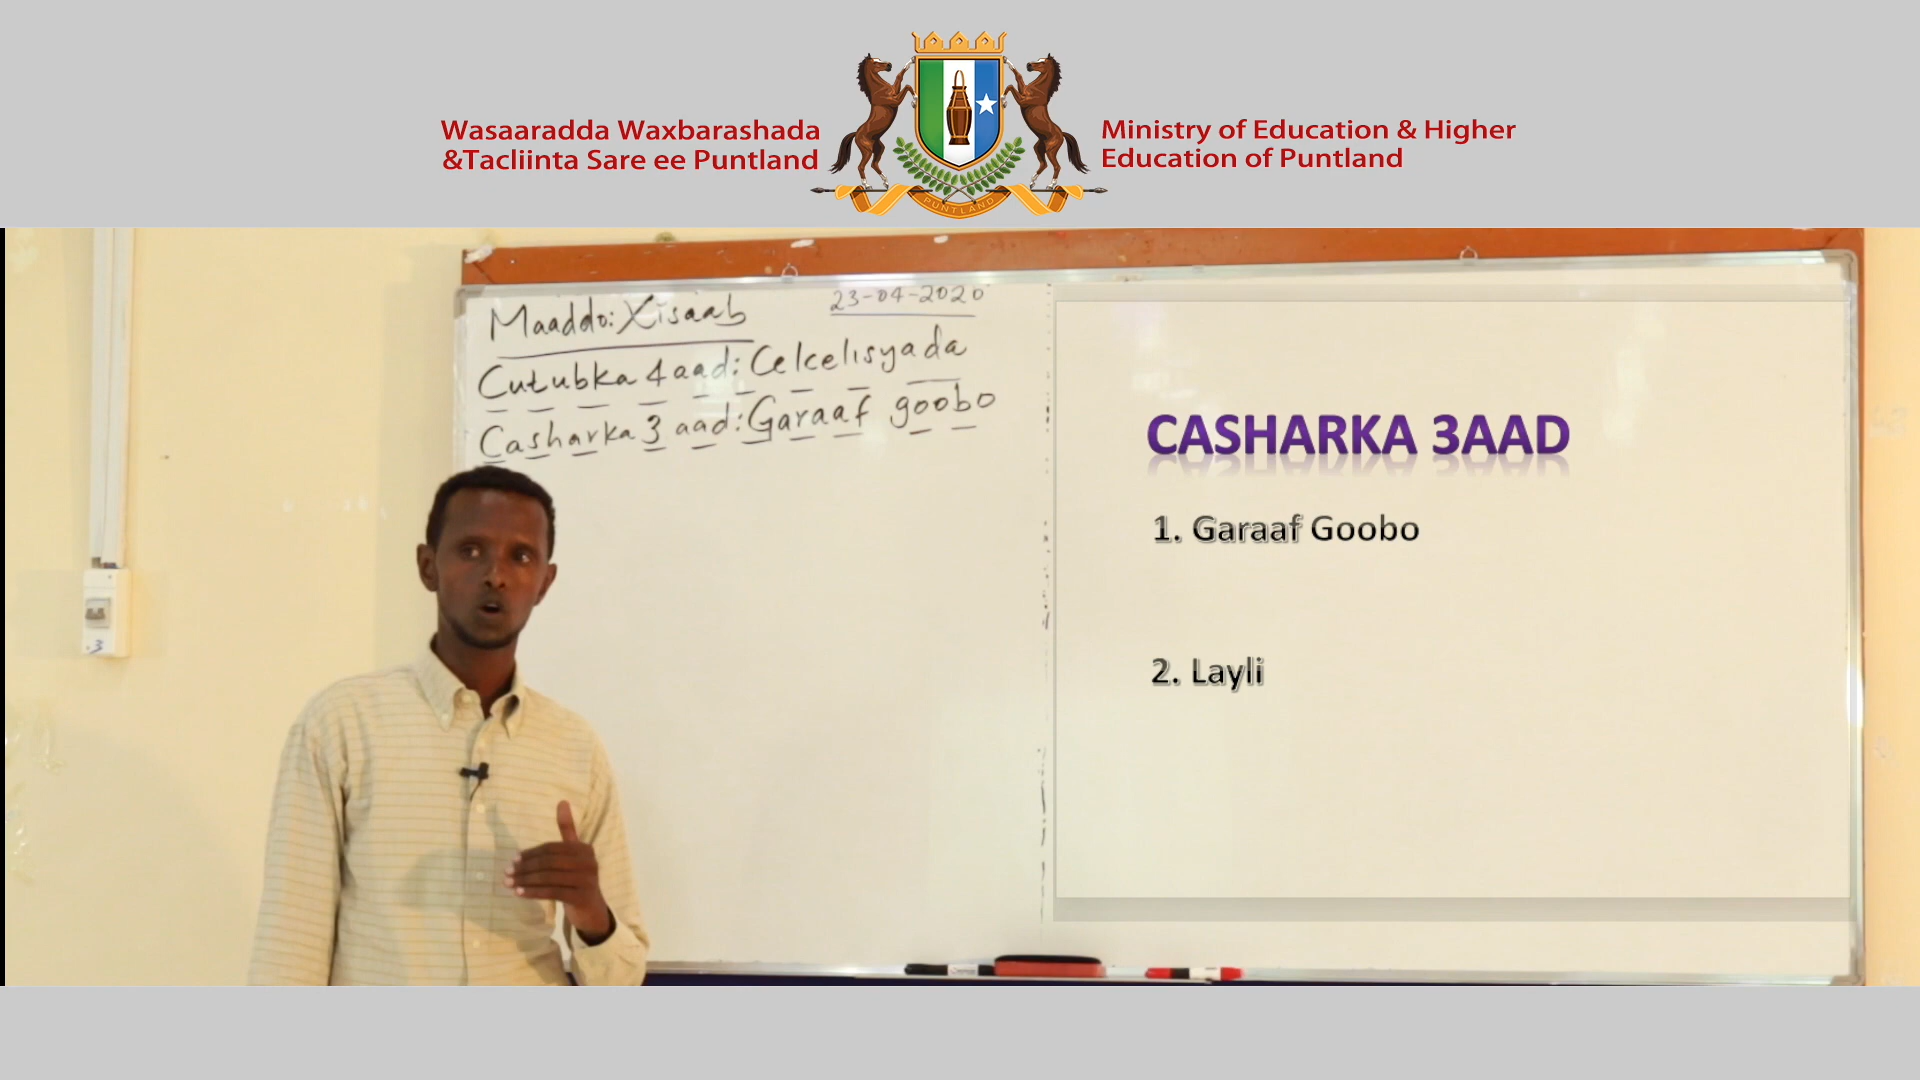 Wasaaradda Waxbarashada
&Tacliinta Sare ee Puntland
PUNTLAND
Ministry of Education & Higher
Education of Puntland
23-04-2020
Maaddo: Xisaab
Cutubka 4aad: Celcelisyada
Casharka 3aad: Garaaf goobo
CASHARKA 3AAD
1. Garaaf Goobo
2. Layli
.3